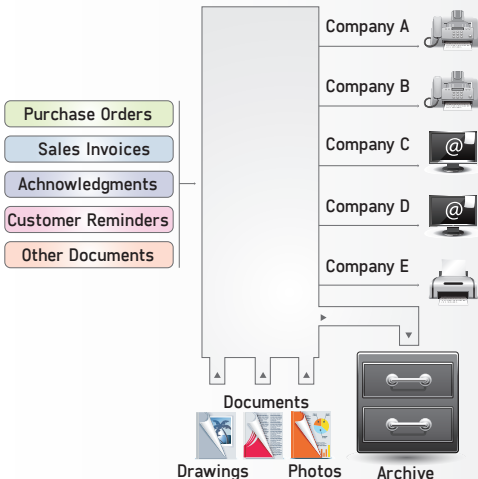 Company A
Company B
Purchase Orders
Sales Invoices
Company C
@
Achnowledgments
Customer Reminders
Company D
@
Other Documents
Company E
Documents
Drawings
Photos
Archive